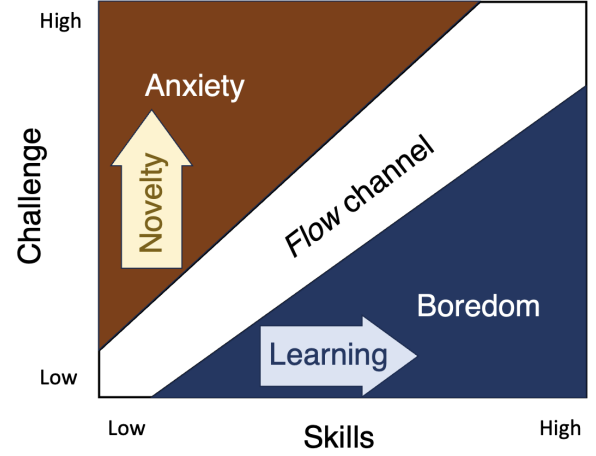 High
Anxiety
Challenge
Novelty
Flow channel
Boredom
Learning
Low
Low
High
Skills